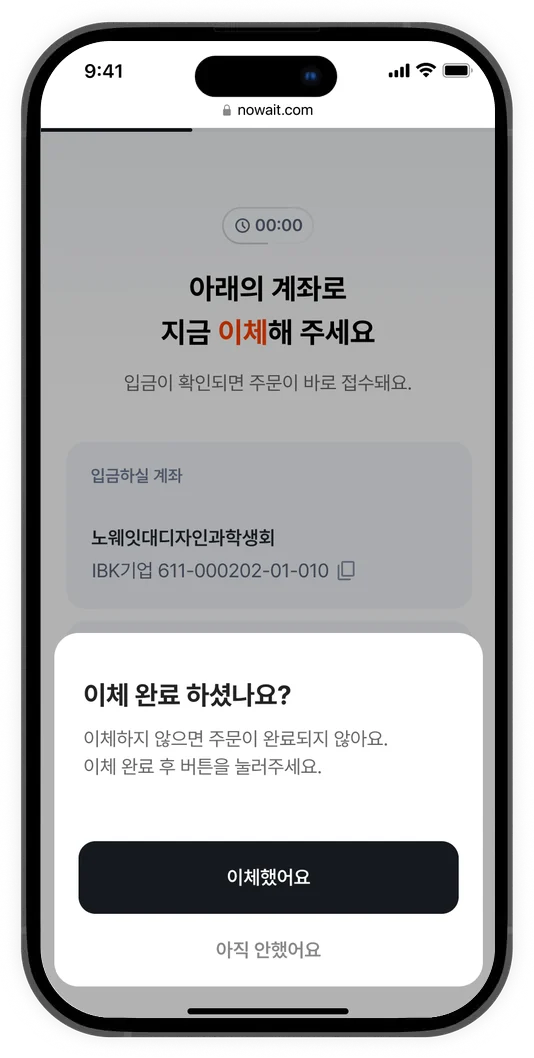 9:41
nowait.com
00:00
아래의 계좌로
지금 이체해 주세요
입금이 확인되면 주문이 바로 접수돼요.
입금하실 계좌
노웨잇대디자인과학생회
IBK기업 611-000202-01-010
이체 완료 하셨나요?
이체하지 않으면 주문이 완료되지 않아요.
이체 완료 후 버튼을 눌러주세요.
이체했어요
아직 안했어요